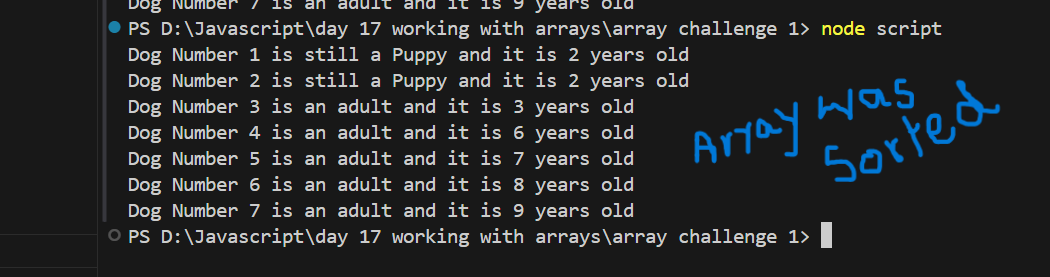 Dog Number 7 is an adult and it is 9 years old
PS D:\Javascript\day 17 working with arrays\array challenge 1> node script
Dog Number 1 is still a Puppy and it is 2 years old
Dog Number 2 is still a Puppy and it is 2 years old
Dog Number 3 is an adult and it is 3 years old
Dog Number 4 is an adult and it is 6 years old
Dog Number 5 is an adult and it is 7 years old
Dog Number 6 is an adult and it is 8 years old
Dog Number 7 is an adult and it is 9 years old
PS D:\Javascript\day 17 working with arrays\array challenge 1>
Array was
Sorted